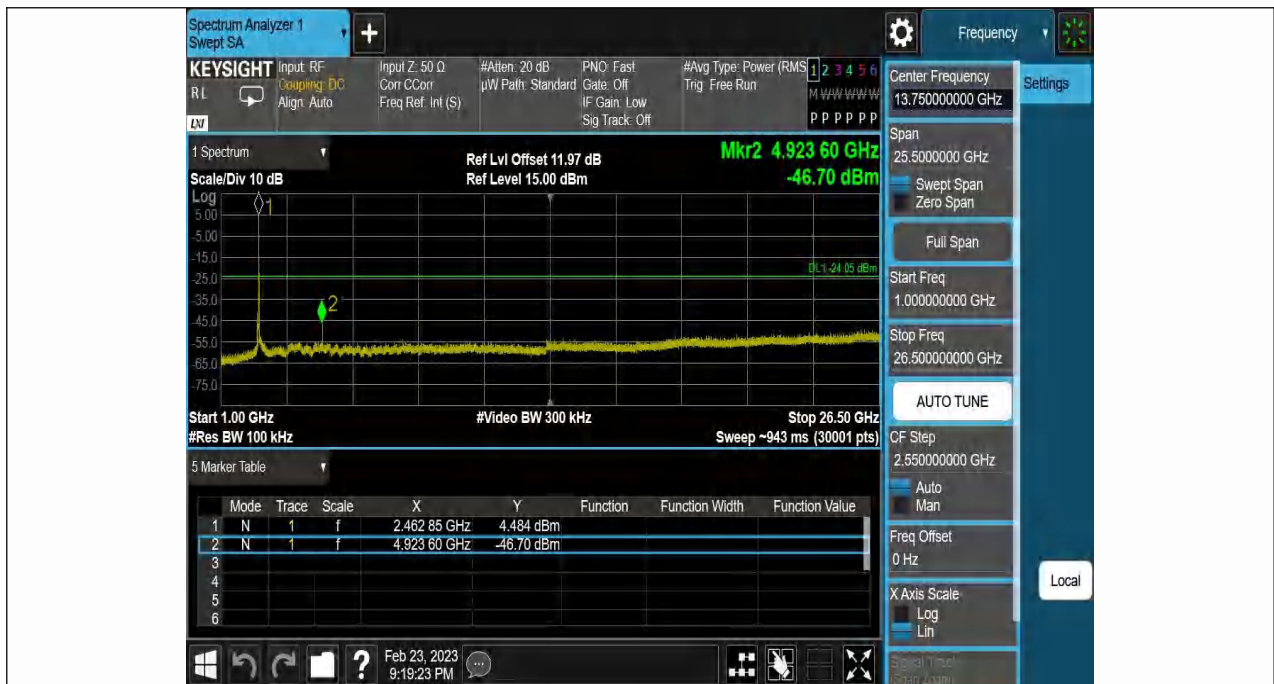 Spectrum Analyzer 1
Swept SA
+
Frequency
KEYSIGHT
RL
LXI
Input: RF
Coupling: DC
Align: Auto
Input Z: 50 Ω
Corr CCorr
Freq Ref: Int (S)
#Atten: 20 dB
µW Path: Standard
PNO: Fast
Gate: Off
IF Gain: Low
Sig Track: Off
#Avg Type: Power (RMS
Trig: Free Run
1 2 3 4 5 6
M W W W W W
P P P P P P
1 Spectrum
Scale/Div 10 dB
Ref Lvl Offset 11.97 dB
Ref Level 15.00 dBm
Mkr2 4.923 60 GHz
-46.70 dBm
Log
5.00
-5.00
-15.0
-25.0
-35.0
-45.0
-55.0
-65.0
-75.0
1
2
DL1 -24.05 dBm
Start 1.00 GHz
#Res BW 100 kHz
#Video BW 300 kHz
Stop 26.50 GHz
Sweep ~943 ms (30001 pts)
5 Marker Table
Mode Trace Scale X Y Function Function Width Function Value
1 N 1 f 2.462 85 GHz 4.484 dBm
2 N 1 f 4.923 60 GHz -46.70 dBm
3
4
5
6
Feb 23, 2023
9:19:23 PM
?
Center Frequency
13.750000000 GHz
Settings
Span
25.5000000 GHz
Swept Span
Zero Span
Full Span
Start Freq
1.000000000 GHz
Stop Freq
26.500000000 GHz
AUTO TUNE
CF Step
2.550000000 GHz
Auto
Man
Freq Offset
0 Hz
X Axis Scale
Log
Lin
Signal Track
(Span Zoom)
Local